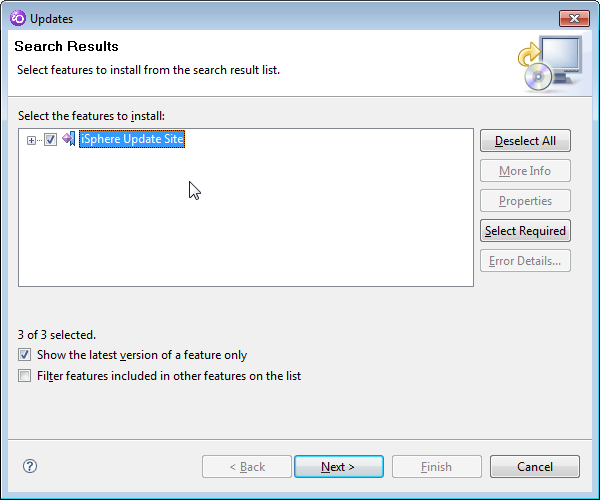 Updates
Search Results
Select features to install from the search result list.
Select the features to install:
iSphere Update Site
Deselect All
More Info
Properties
Select Required
Error Details...
3 of 3 selected.
Show the latest version of a feature only
Filter features included in other features on the list
< Back
Next >
Finish
Cancel